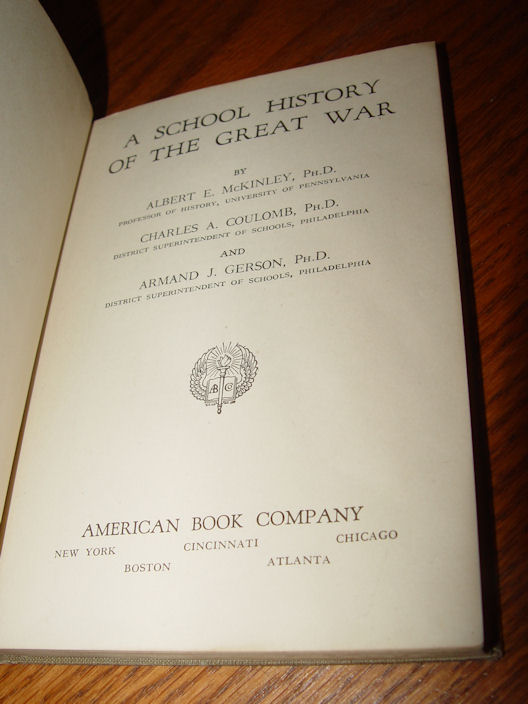 A SCHOOL HISTORY
OF THE GREAT WAR
BY
ALBERT E. McKINLEY, PH.D.
PROFESSOR OF HISTORY, UNIVERSITY OF PENNSYLVANIA
CHARLES A. COULOMB, PH.D.
DISTRICT SUPERINTENDENT OF SCHOOLS, PHILADELPHIA
AND
ARMAND J. GERSON, PH.D.
DISTRICT SUPERINTENDENT OF SCHOOLS, PHILADELPHIA
AB Co
AMERICAN BOOK COMPANY
NEW YORK CINCINNATI CHICAGO
BOSTON ATLANTA